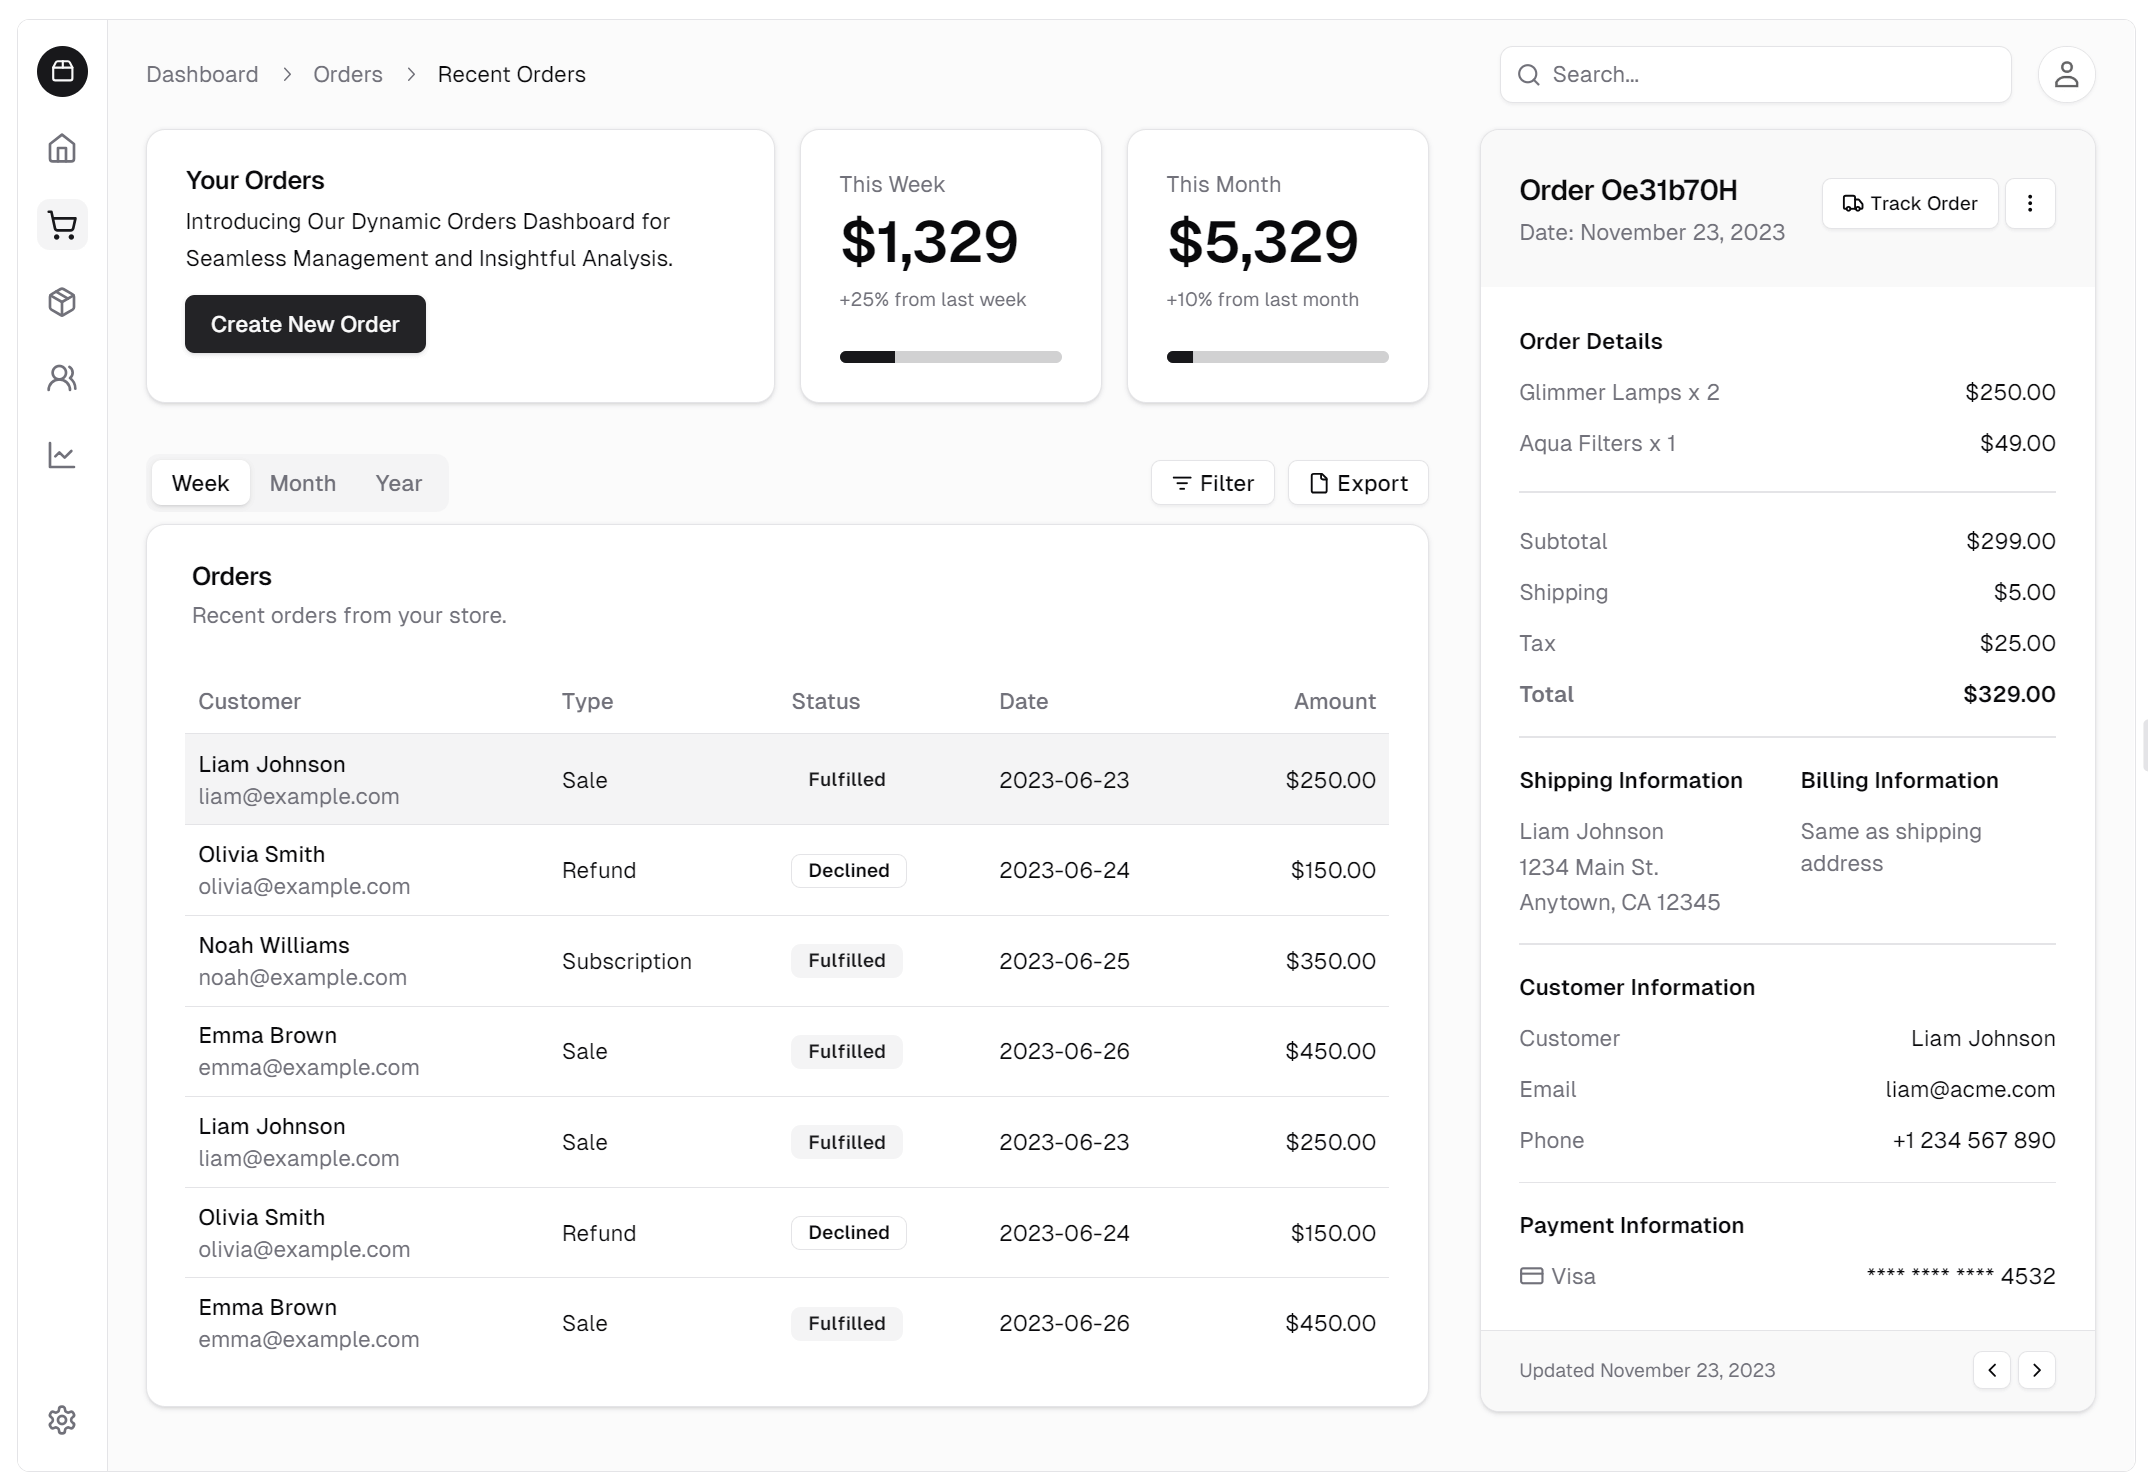 Dashboard > Orders > Recent Orders
Search...
Your Orders
Introducing Our Dynamic Orders Dashboard for
Seamless Management and Insightful Analysis.
Create New Order
This Week
$1,329
+25% from last week
This Month
$5,329
+10% from last month
Week Month Year
Filter Export
Orders
Recent orders from your store.
Customer Type Status Date Amount
Liam Johnson
liam@example.com
Sale Fulfilled 2023-06-23 $250.00
Olivia Smith
olivia@example.com
Refund Declined 2023-06-24 $150.00
Noah Williams
noah@example.com
Subscription Fulfilled 2023-06-25 $350.00
Emma Brown
emma@example.com
Sale Fulfilled 2023-06-26 $450.00
Liam Johnson
liam@example.com
Sale Fulfilled 2023-06-23 $250.00
Olivia Smith
olivia@example.com
Refund Declined 2023-06-24 $150.00
Emma Brown
emma@example.com
Sale Fulfilled 2023-06-26 $450.00
Order Oe31b70H
Date: November 23, 2023
Track Order
Order Details
Glimmer Lamps x 2 $250.00
Aqua Filters x 1 $49.00
Subtotal $299.00
Shipping $5.00
Tax $25.00
Total $329.00
Shipping Information
Liam Johnson
1234 Main St.
Anytown, CA 12345
Billing Information
Same as shipping
address
Customer Information
Customer Liam Johnson
Email liam@acme.com
Phone +1 234 567 890
Payment Information
Visa **** **** **** 4532
Updated November 23, 2023